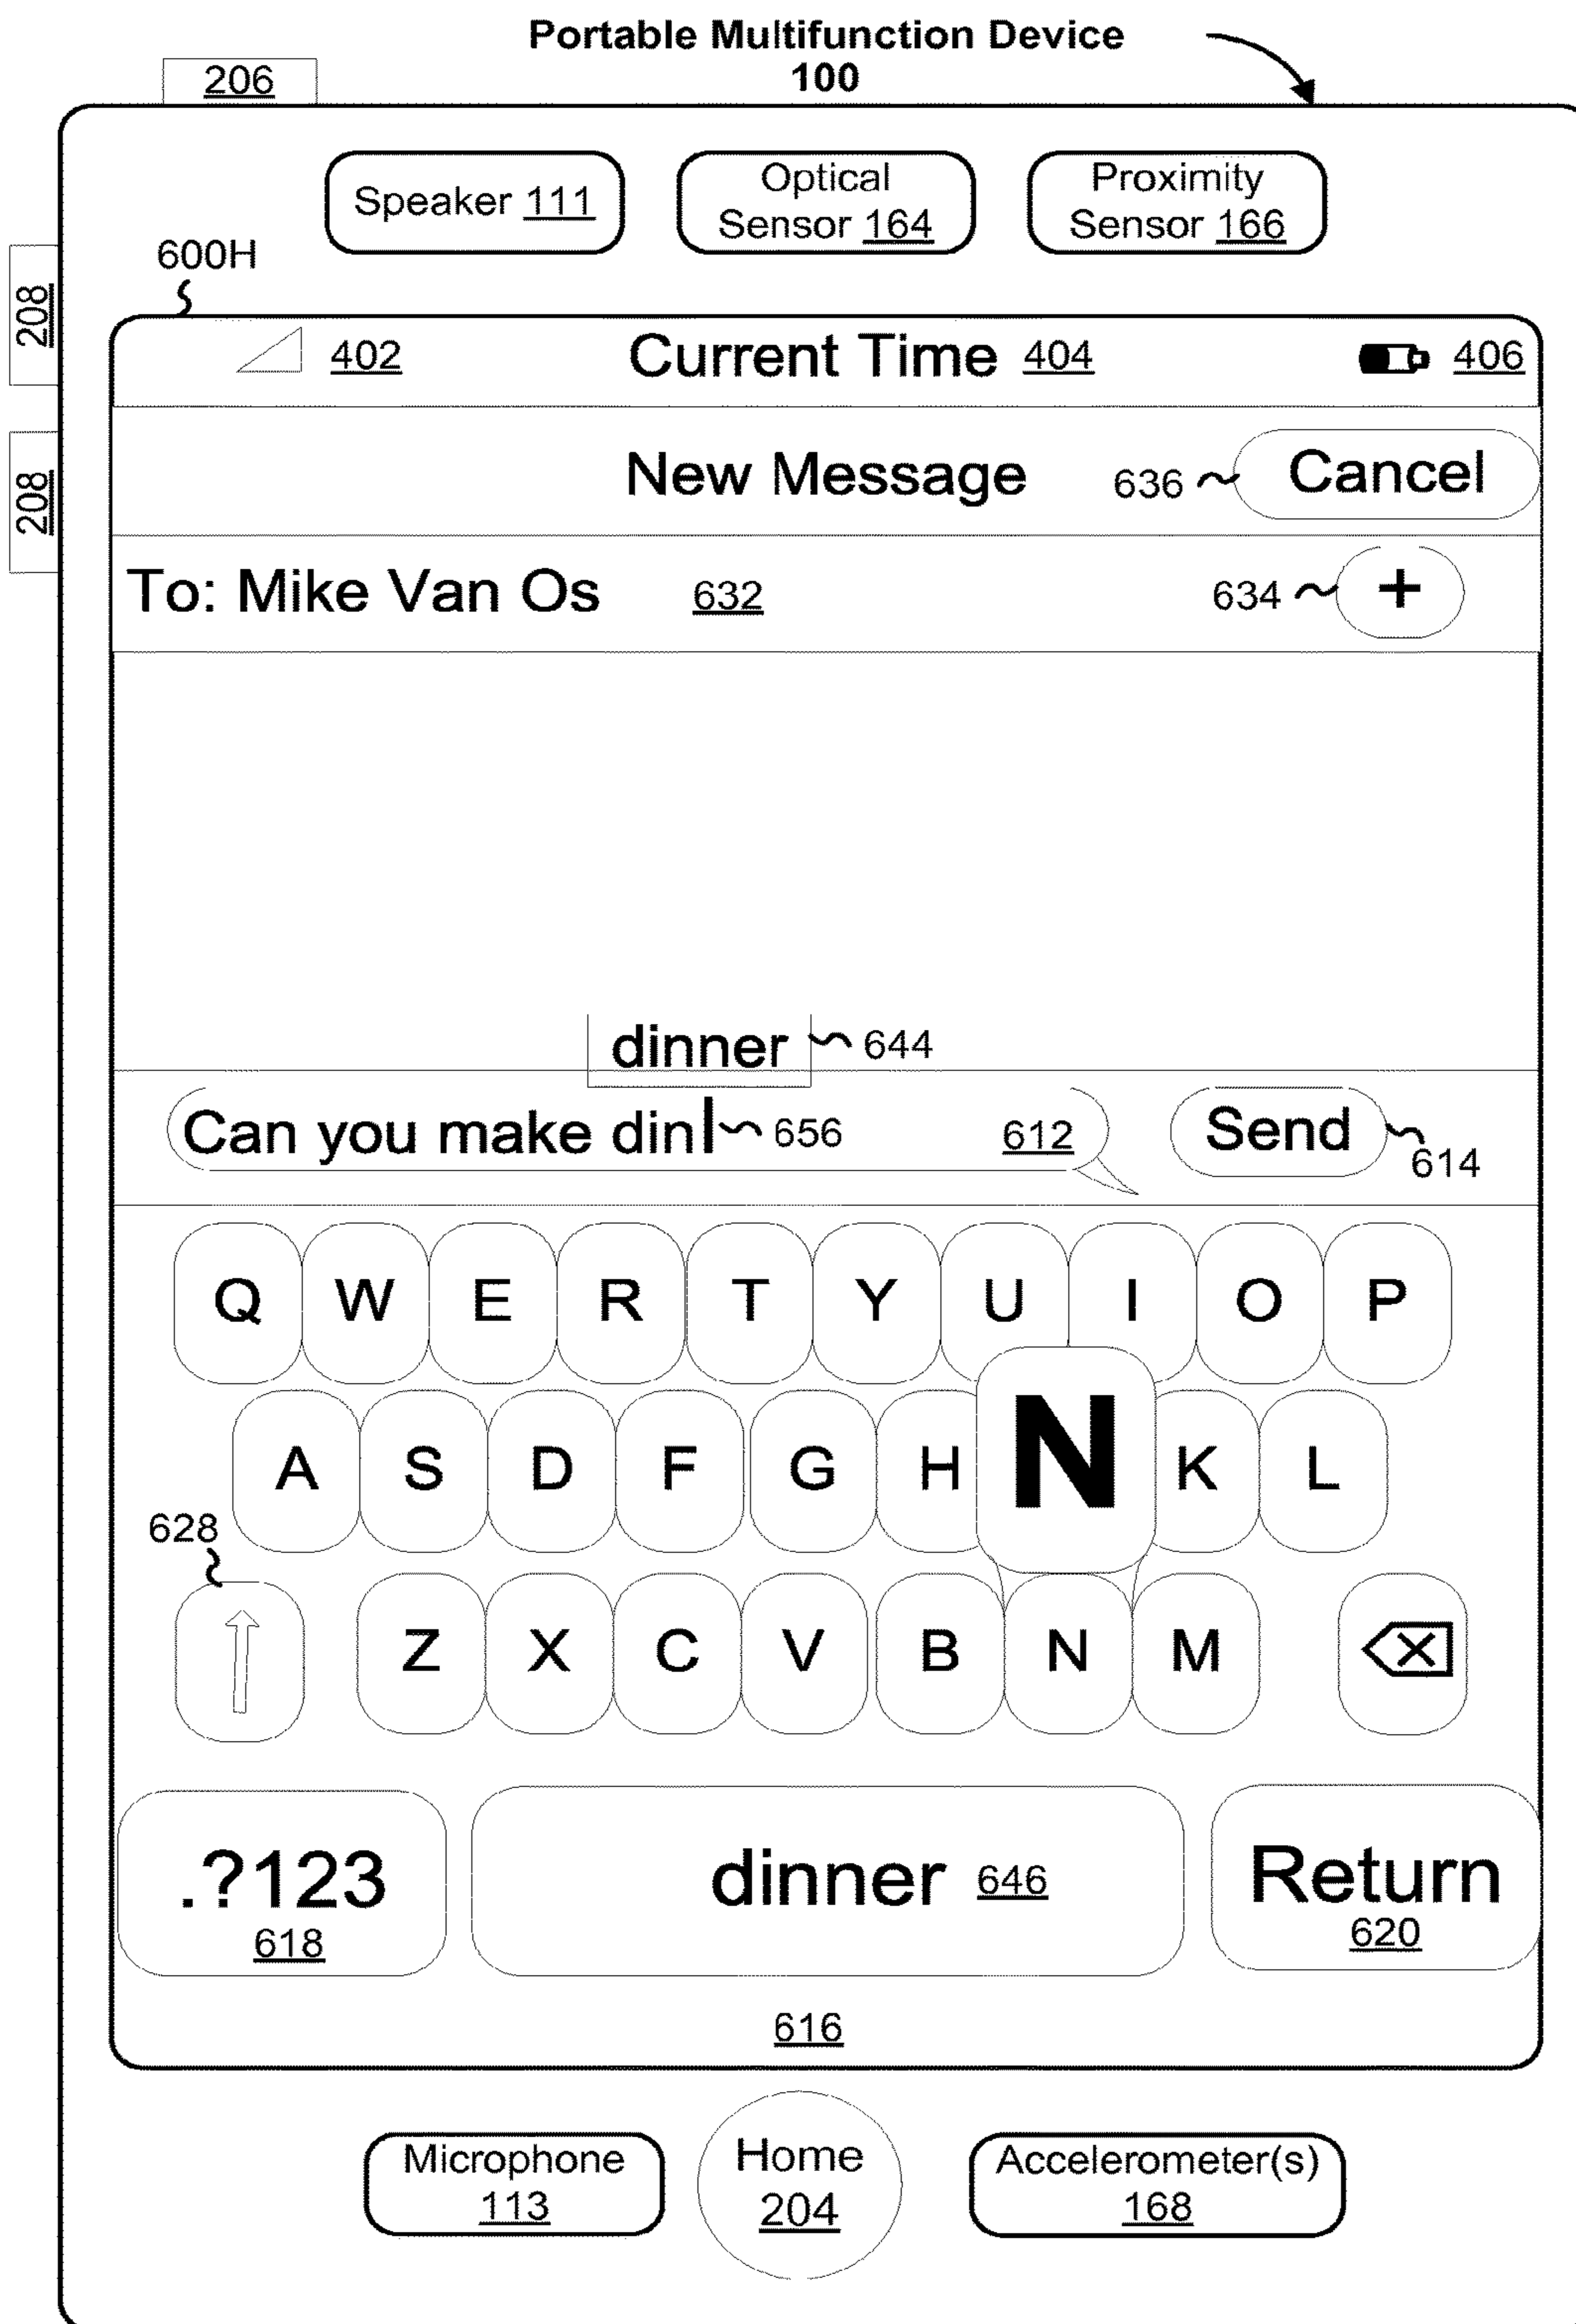 Portable Multifunction Device
100
206
Speaker 111
Optical
Sensor 164
Proximity
Sensor 166
600H
208
208
402
Current Time 404
406
New Message
636
Cancel
To: Mike Van Os
632
634
+
dinner
644
Can you make din
656
612
Send
614
Q W E R T Y U I O P
A S D F G H N K L
628
Z X C V B N M
.?123
618
dinner 646
Return
620
616
Microphone
113
Home
204
Accelerometer(s)
168